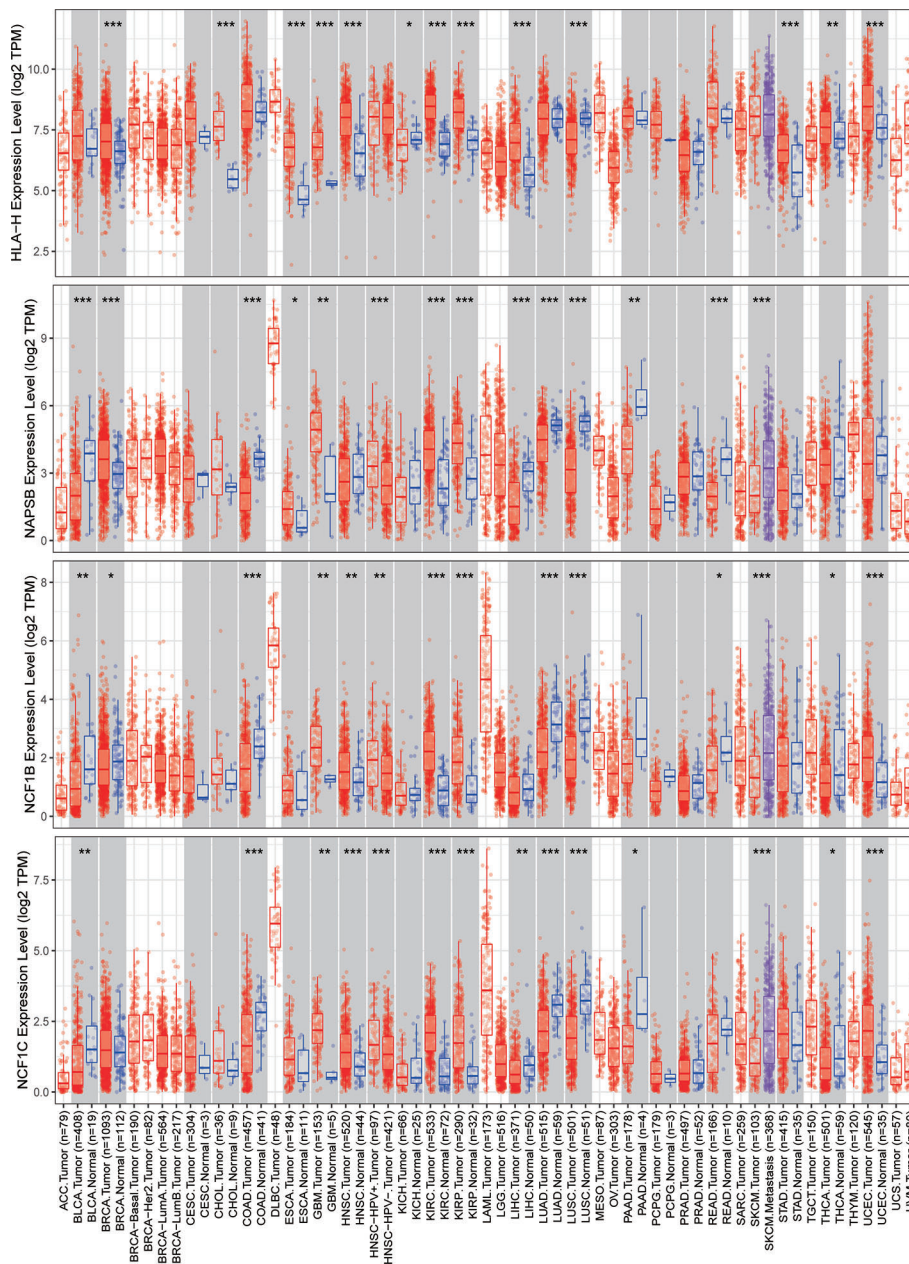 *** *** *** *** *** * *** *** *** *** *** ** ***
HLA-H Expression Level (log2 TPM)
10.0
7.5
5.0
2.5
*** *** *** * ** *** *** *** *** *** *** ** *** ***
NAPSB Expression Level (log2 TPM)
9
6
3
0
** * *** ** ** ** *** *** *** *** * *** * ***
NCF1B Expression Level (log2 TPM)
8
6
4
2
0
** *** ** *** *** *** *** ** *** *** * *** * ***
NCF1C Expression Level (log2 TPM)
7.5
5.0
2.5
0.0
ACC.Tumor (n=79)
BLCA.Tumor (n=408)
BLCA.Normal (n=19)
BRCA.Tumor (n=1093)
BRCA.Normal (n=112)
BRCA-Basal.Tumor (n=190)
BRCA-Her2.Tumor (n=82)
BRCA-LumA.Tumor (n=564)
BRCA-LumB.Tumor (n=217)
CESC.Tumor (n=304)
CESC.Normal (n=3)
CHOL.Tumor (n=36)
CHOL.Normal (n=9)
COAD.Tumor (n=457)
COAD.Normal (n=41)
DLBC.Tumor (n=48)
ESCA.Tumor (n=184)
ESCA.Normal (n=11)
GBM.Tumor (n=153)
GBM.Normal (n=5)
HNSC.Tumor (n=520)
HNSC.Normal (n=44)
HNSC-HPV+.Tumor (n=97)
HNSC-HPV-.Tumor (n=421)
KICH.Tumor (n=66)
KICH.Normal (n=25)
KIRC.Tumor (n=533)
KIRC.Normal (n=72)
KIRP.Tumor (n=290)
KIRP.Normal (n=32)
LAML.Tumor (n=173)
LGG.Tumor (n=516)
LIHC.Tumor (n=371)
LIHC.Normal (n=50)
LUAD.Tumor (n=515)
LUAD.Normal (n=59)
LUSC.Tumor (n=501)
LUSC.Normal (n=51)
MESO.Tumor (n=87)
OV.Tumor (n=303)
PAAD.Tumor (n=178)
PAAD.Normal (n=4)
PCPG.Tumor (n=179)
PCPG.Normal (n=3)
PRAD.Tumor (n=497)
PRAD.Normal (n=52)
READ.Tumor (n=166)
READ.Normal (n=10)
SARC.Tumor (n=259)
SKCM.Tumor (n=103)
SKCM.Metastasis (n=368)
STAD.Tumor (n=415)
STAD.Normal (n=35)
TGCT.Tumor (n=150)
THCA.Tumor (n=501)
THCA.Normal (n=59)
THYM.Tumor (n=120)
UCEC.Tumor (n=545)
UCEC.Normal (n=35)
UCS.Tumor (n=57)